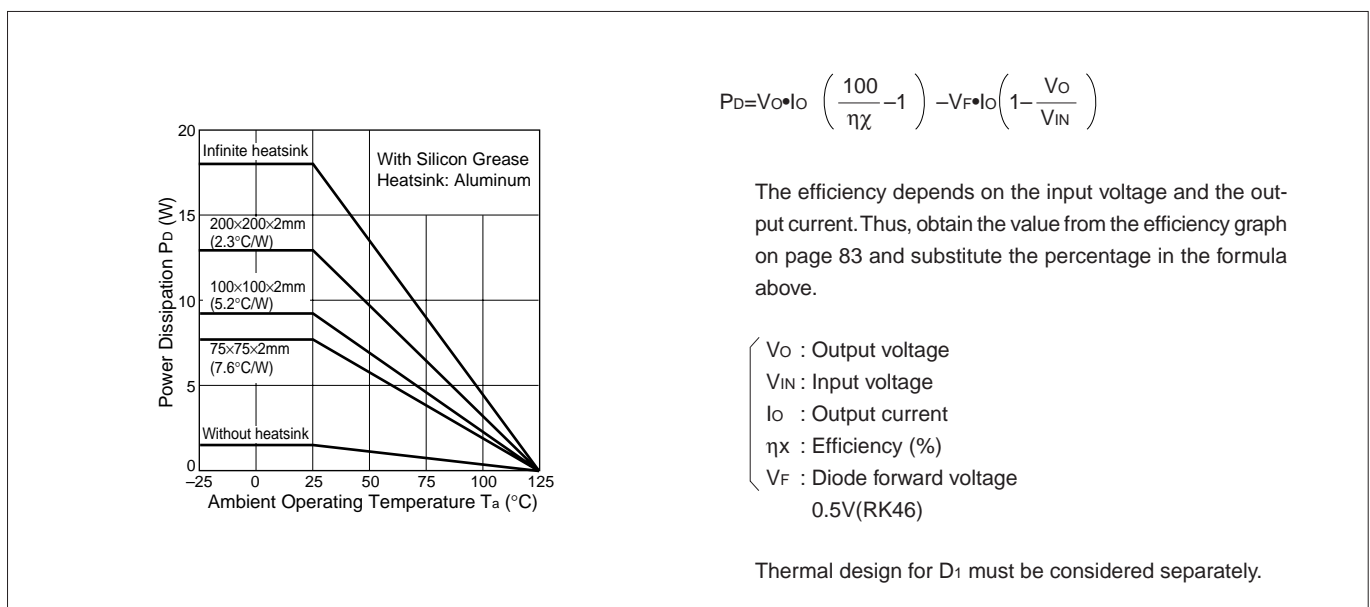 20
15
10
5
0
Power Dissipation PD (W)
Infinite heatsink
With Silicon Grease
Heatsink: Aluminum
200×200×2mm
(2.3°C/W)
100×100×2mm
(5.2°C/W)
75×75×2mm
(7.6°C/W)
Without heatsink
–25 0 25 50 75 100 125
Ambient Operating Temperature Ta (°C)
PD=VO•IO ( 100/ηχ –1 ) –VF•IO ( 1– VO/VIN )
The efficiency depends on the input voltage and the out-
put current. Thus, obtain the value from the efficiency graph
on page 83 and substitute the percentage in the formula
above.
VO : Output voltage
VIN : Input voltage
IO : Output current
ηx : Efficiency (%)
VF : Diode forward voltage
0.5V(RK46)
Thermal design for D1 must be considered separately.